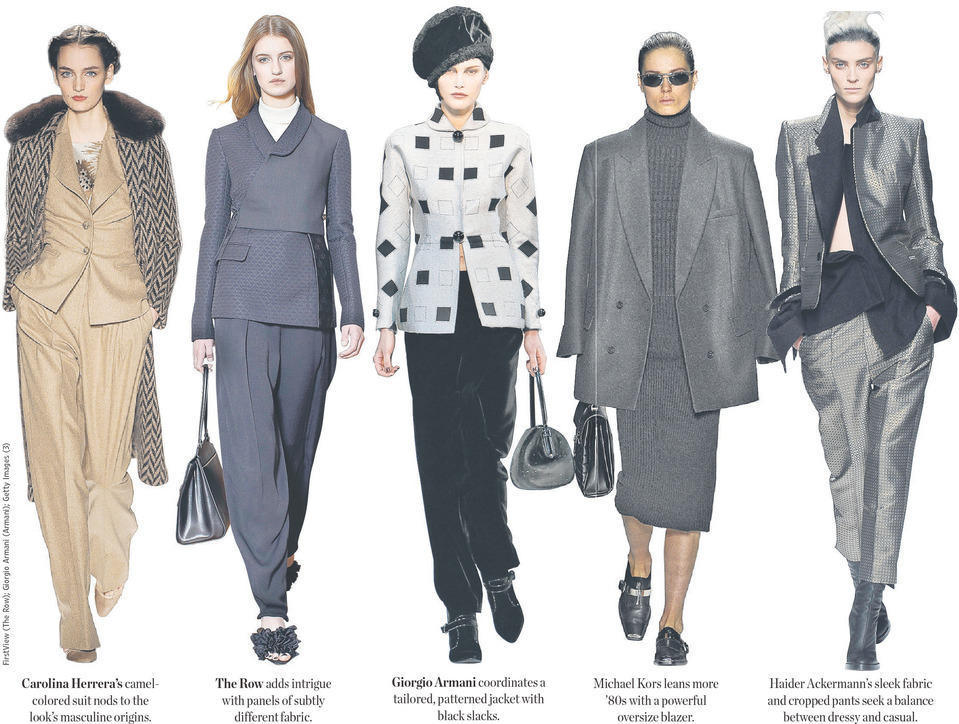 FirstView (The Row); Giorgio Armani (Armani); Getty Images (3)
Carolina Herrera's camel-
colored suit nods to the
look's masculine origins.
The Row adds intrigue
with panels of subtly
different fabric.
Giorgio Armani coordinates a
tailored, patterned jacket with
black slacks.
Michael Kors leans more
'80s with a powerful
oversize blazer.
Haider Ackermann's sleek fabric
and cropped pants seek a balance
between dressy and casual.